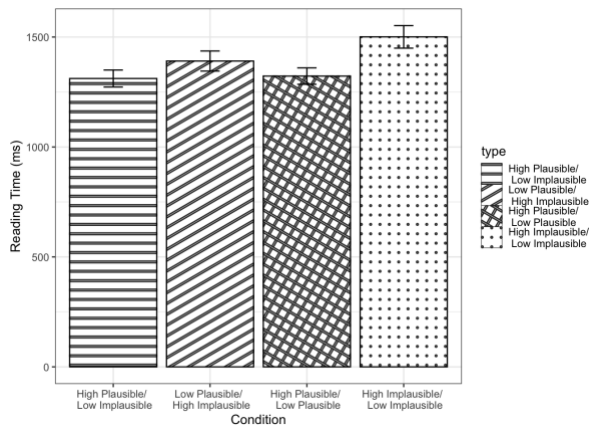 1500
1000
500
0
Reading Time (ms)
High Plausible/
Low Implausible
Low Plausible/
High Implausible
High Plausible/
Low Plausible
High Implausible/
Low Implausible
Condition
type
High Plausible/
Low Implausible
Low Plausible/
High Implausible
High Plausible/
Low Plausible
High Implausible/
Low Implausible